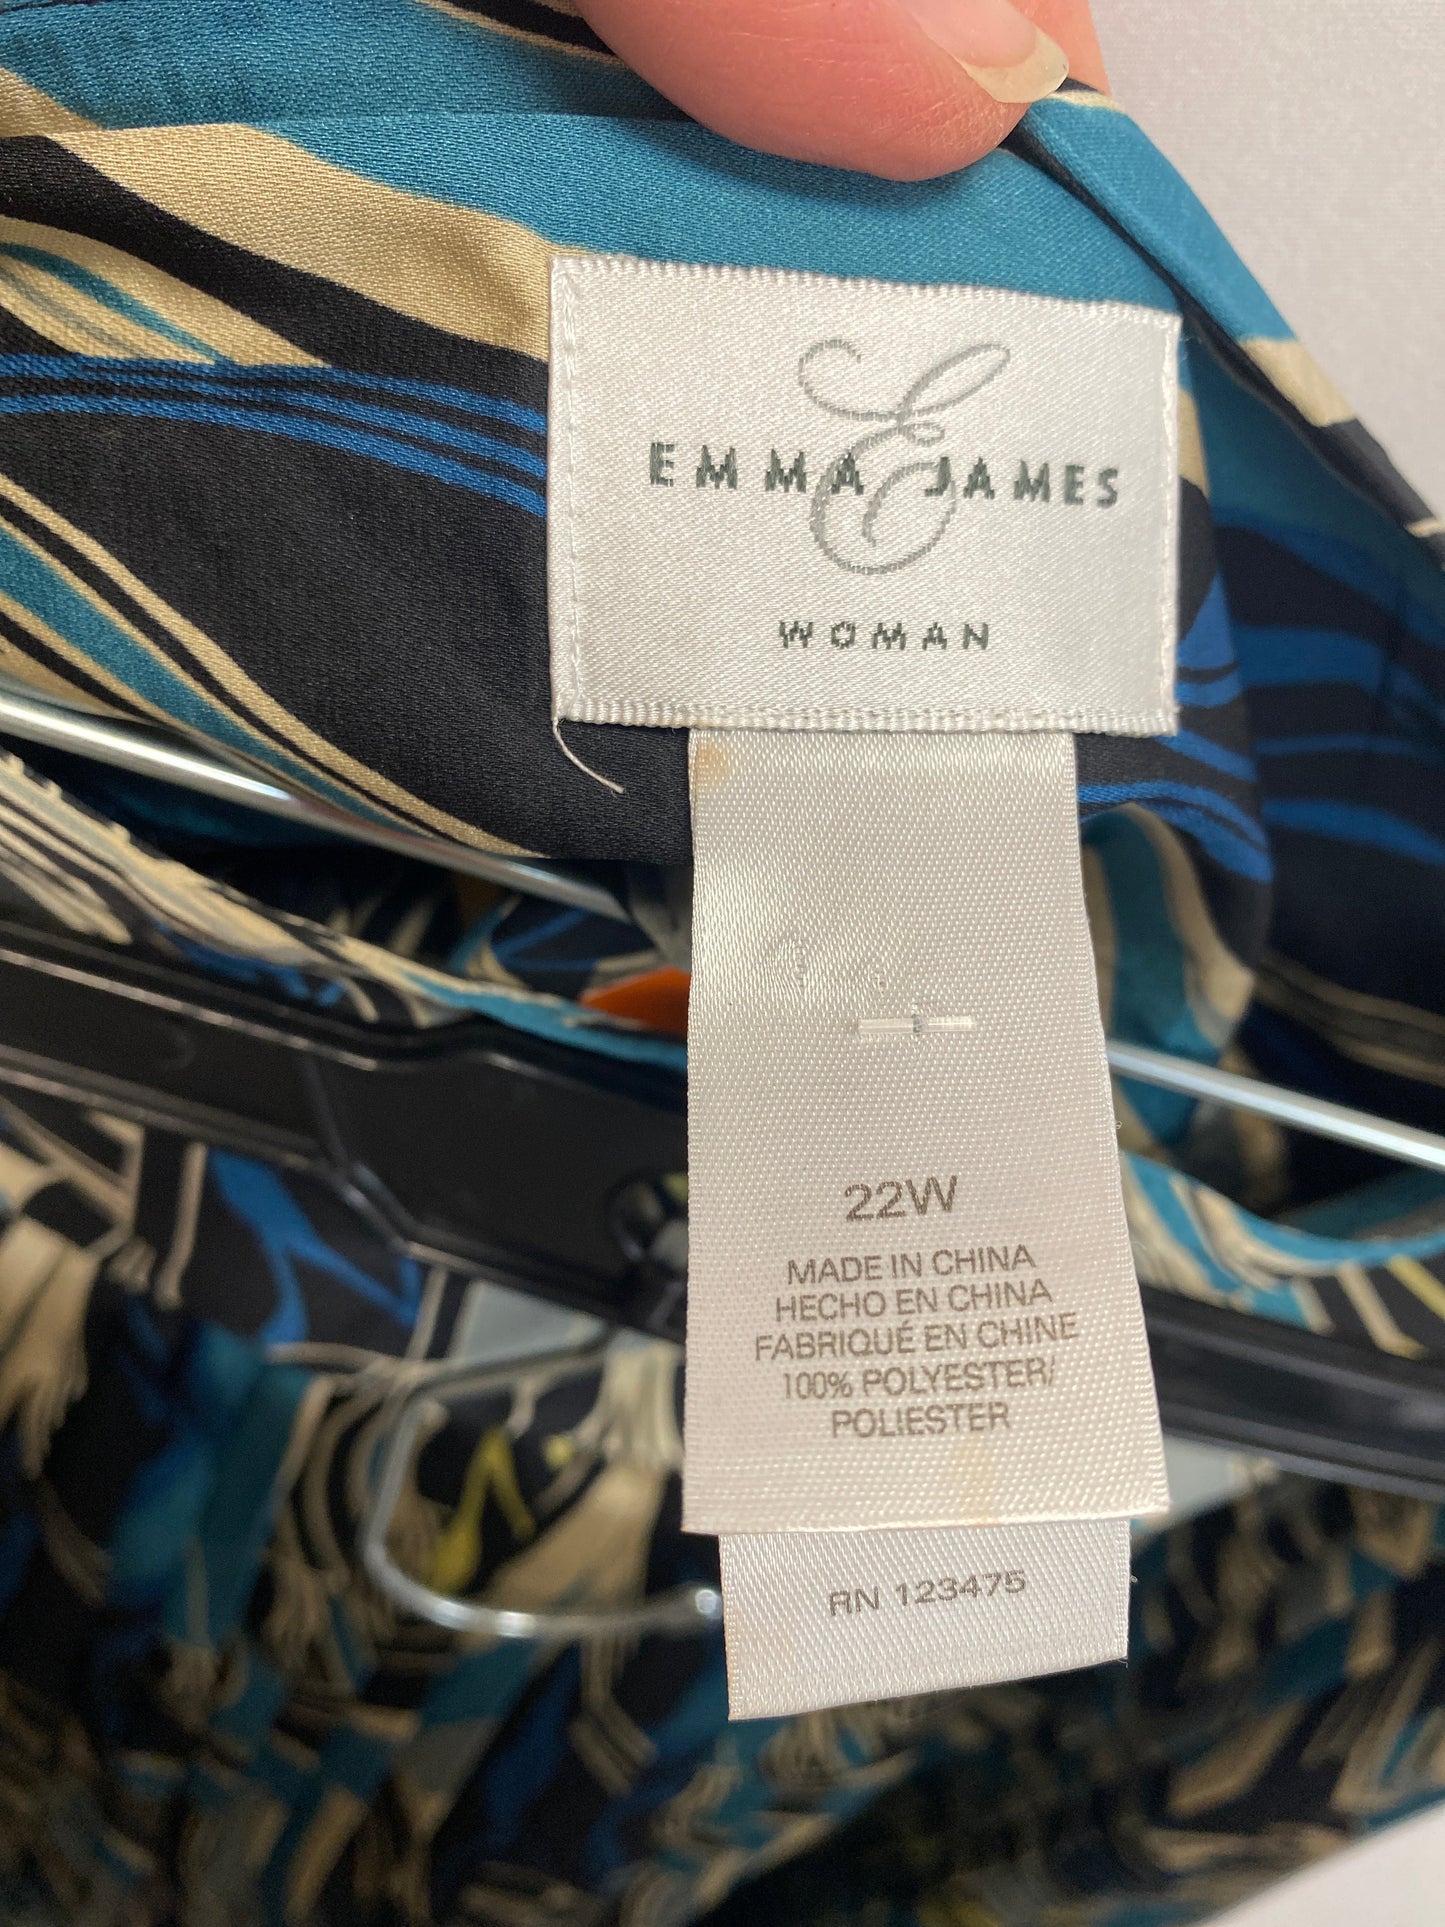 E
EMMA JAMES
WOMAN
22W
MADE IN CHINA
HECHO EN CHINA
FABRIQUÉ EN CHINE
100% POLYESTER/
POLIESTER
RN 123475